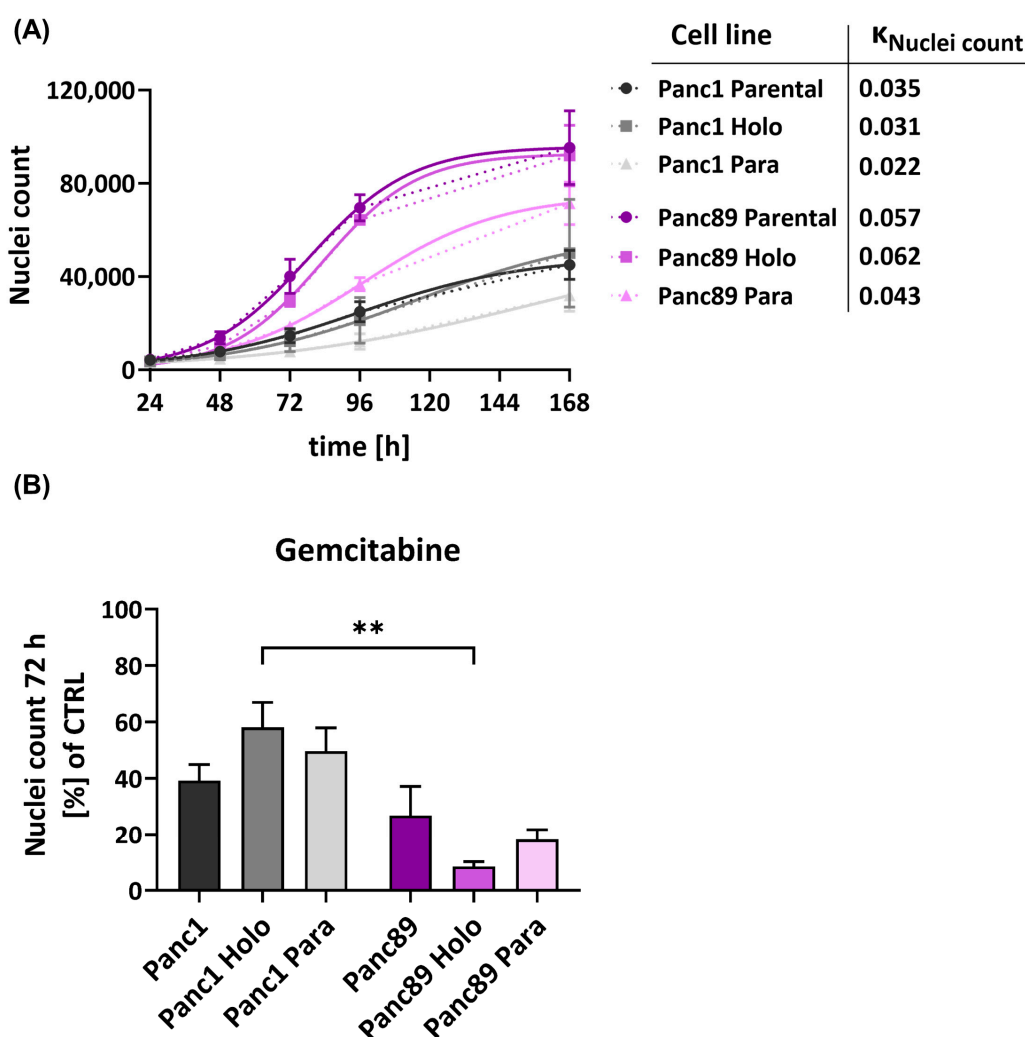 (A)
Cell line κNuclei count
Panc1 Parental 0.035
Panc1 Holo 0.031
Panc1 Para 0.022
Panc89 Parental 0.057
Panc89 Holo 0.062
Panc89 Para 0.043
Nuclei count
120,000
80,000
40,000
0
24 48 72 96 120 144 168
time [h]
(B)
Gemcitabine
Nuclei count 72 h
[%] of CTRL
100
80
60
40
20
0
**
Panc1 Panc1 Holo Panc1 Para Panc89 Panc89 Holo Panc89 Para